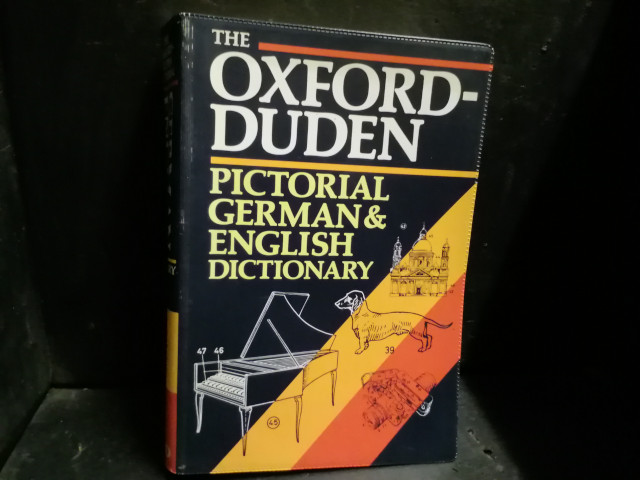 THE
OXFORD-
DUDEN
PICTORIAL
GERMAN &
ENGLISH
DICTIONARY
47 46
45
39